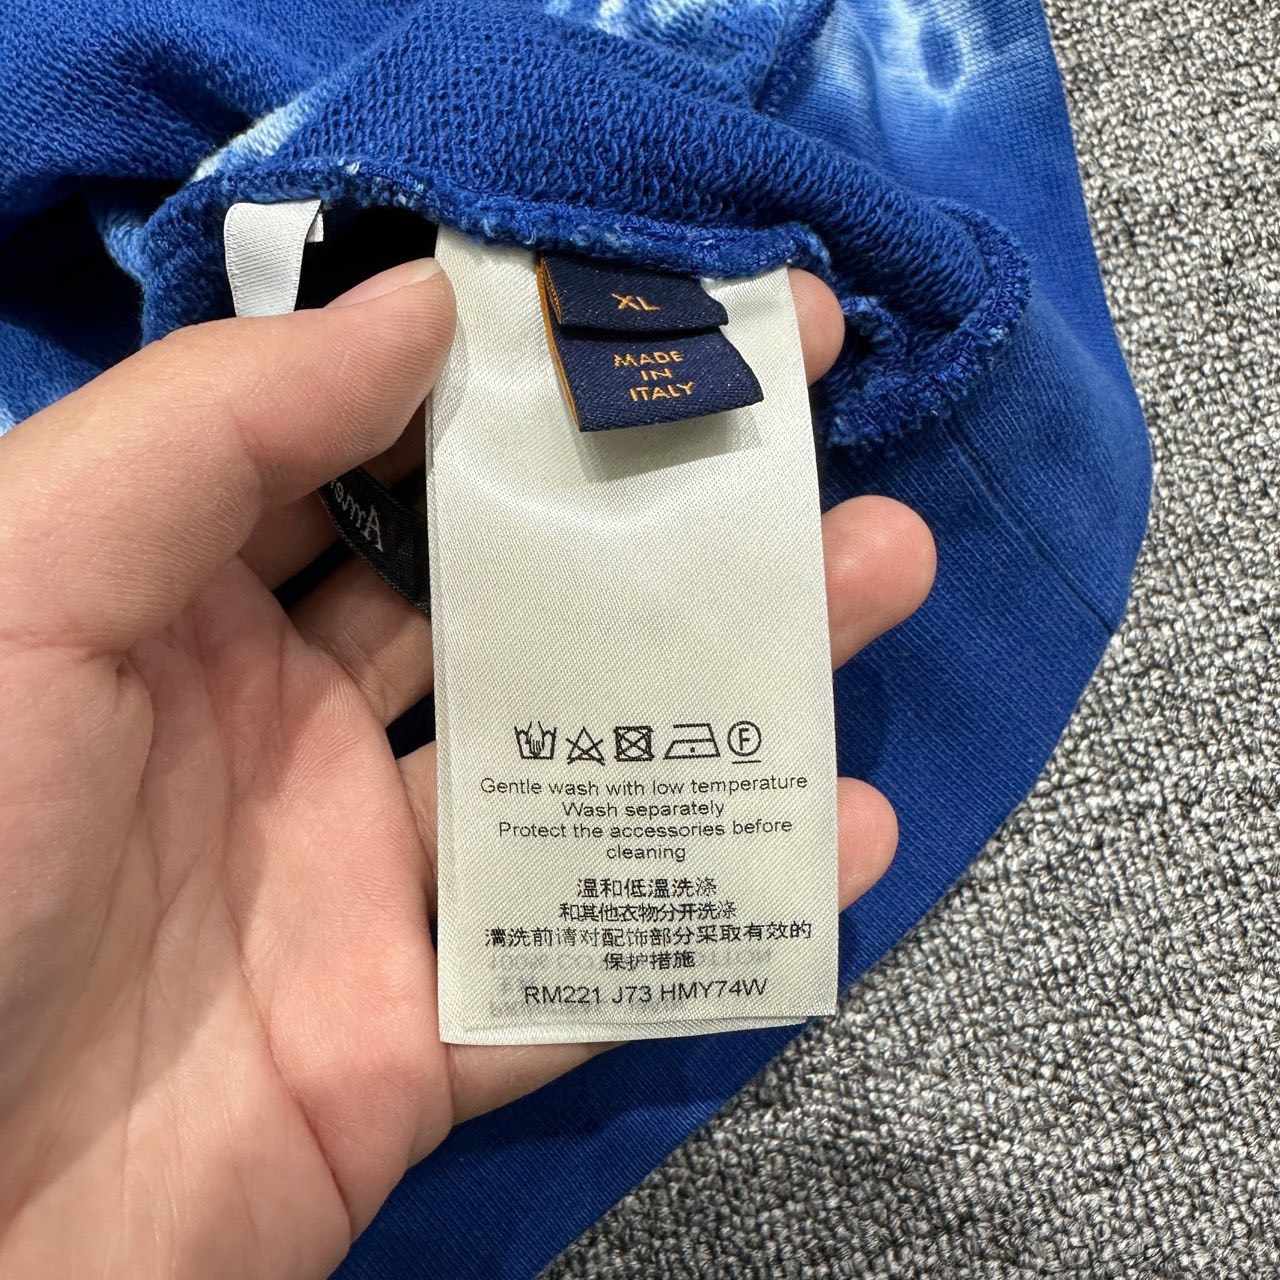 XL
MADE
IN
ITALY
F
Gentle wash with low temperature
Wash separately
Protect the accessories before
cleaning
温和低温洗涤
和其他衣物分开洗涤
清洗前请对配饰部分采取有效的
保护措施
RM221 J73 HMY74W